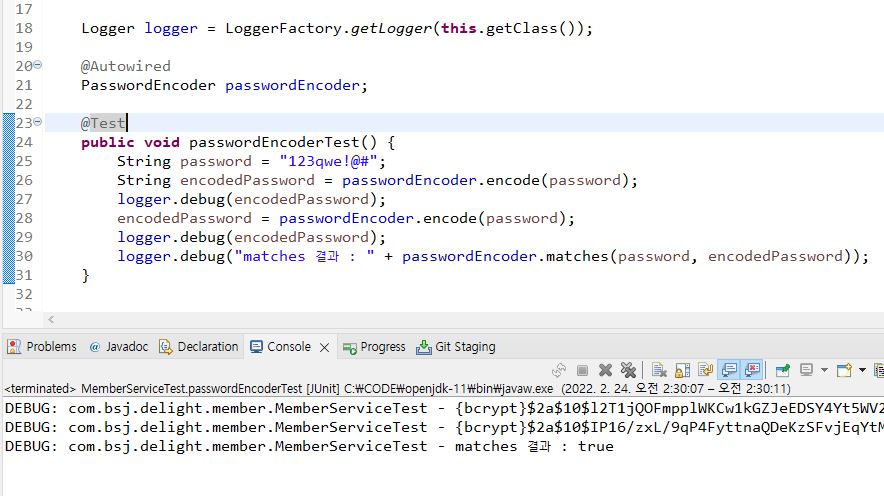 17
18 Logger logger = LoggerFactory.getLogger(this.getClass());
19
20 @Autowired
21 PasswordEncoder passwordEncoder;
22
23 @Test
24 public void passwordEncoderTest() {
25 String password = "123qwe!@#";
26 String encodedPassword = passwordEncoder.encode(password);
27 logger.debug(encodedPassword);
28 encodedPassword = passwordEncoder.encode(password);
29 logger.debug(encodedPassword);
30 logger.debug("matches 결과 : " + passwordEncoder.matches(password, encodedPassword));
31 }
32
Problems @ Javadoc Declaration Console Progress Git Staging
<terminated> MemberServiceTest.passwordEncoderTest [JUnit] C:₩CODE₩openjdk-11₩bin₩javaw.exe (2022. 2. 24. 오전 2:30:07 – 오전 2:30:11)
DEBUG: com.bsj.delight.member.MemberServiceTest - {bcrypt}$2a$10$l2T1jQOFmpplWKCw1kGZJeEDSY4Yt5WV2
DEBUG: com.bsj.delight.member.MemberServiceTest - {bcrypt}$2a$10$IP16/zxL/9qP4FyttnaQDeKzSFvjEqYtM
DEBUG: com.bsj.delight.member.MemberServiceTest - matches 결과 : true